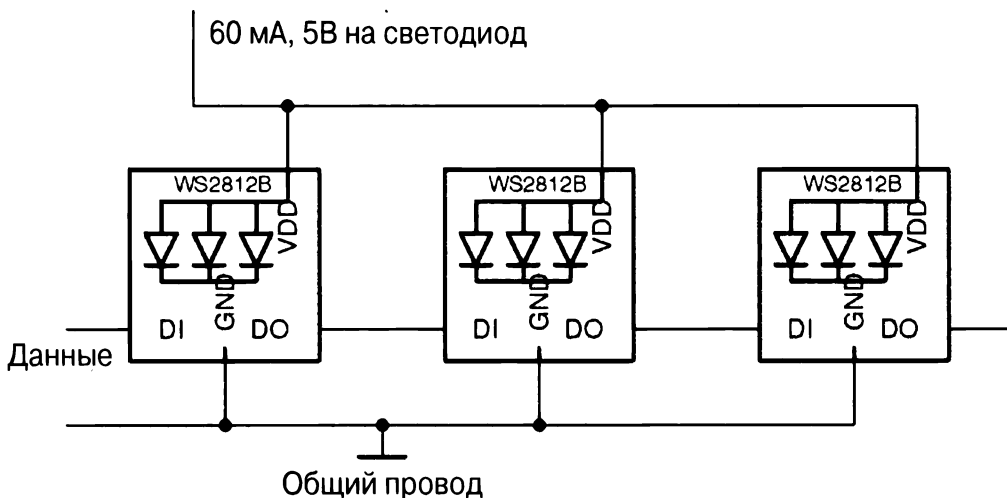 60 мА, 5В на светодиод
WS2812B
WS2812B
WS2812B
VDD
VDD
VDD
GND
GND
GND
DI
DO
DI
DO
DI
DO
Данные
Общий провод